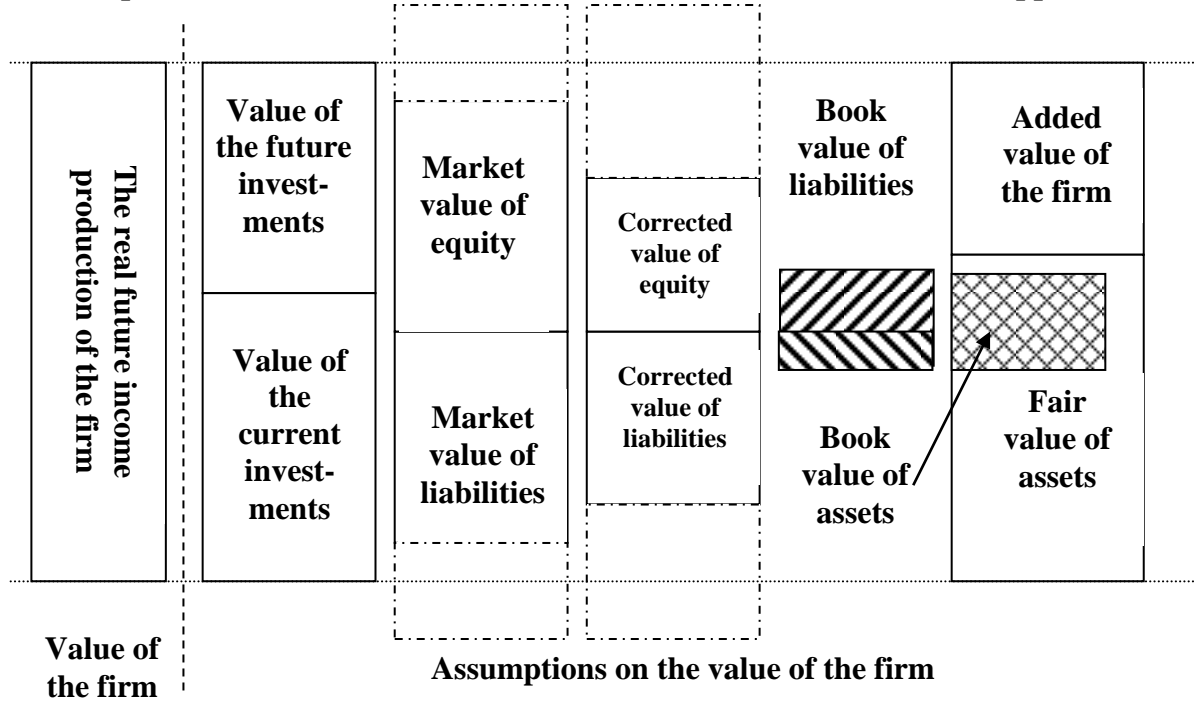 The real future income
production of the firm
Value of
the future
invest-
ments
Value of
the
current
invest-
ments
Market
value of
equity
Market
value of
liabilities
Corrected
value of
equity
Corrected
value of
liabilities
Book
value of
liabilities
Book
value of
assets
Added
value of
the firm
Fair
value of
assets
Value of
the firm
Assumptions on the value of the firm